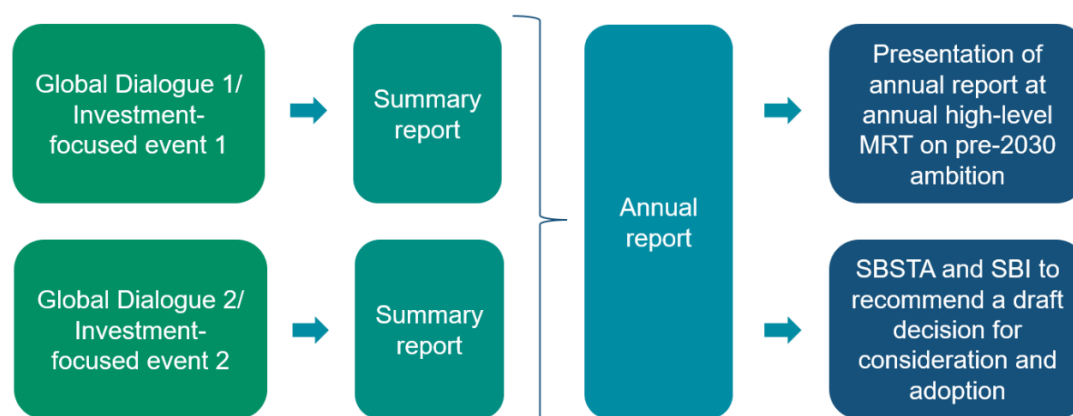 Global Dialogue 1/
Investment-
focused event 1
Summary
report
Global Dialogue 2/
Investment-
focused event 2
Summary
report
Annual
report
Presentation of
annual report at
annual high-level
MRT on pre-2030
ambition
SBSTA and SBI to
recommend a draft
decision for
consideration and
adoption